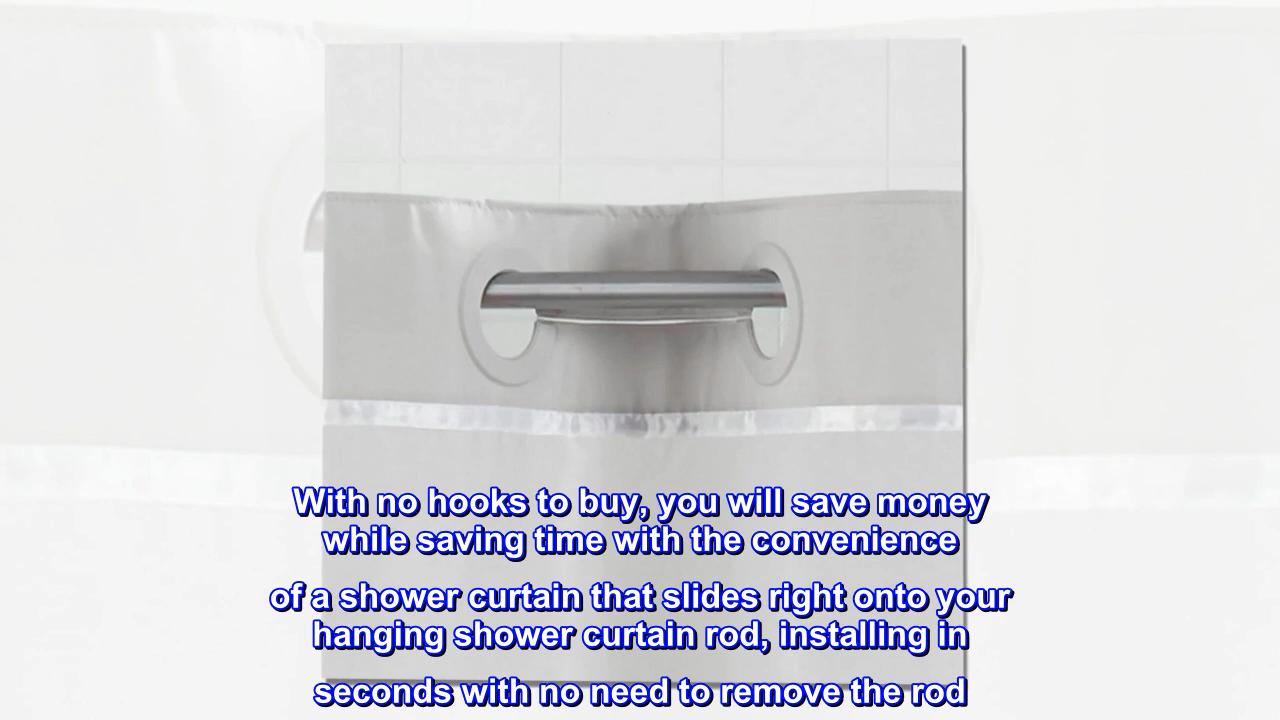 With no hooks to buy, you will save money
while saving time with the convenience
of a shower curtain that slides right onto your
hanging shower curtain rod, installing in
seconds with no need to remove the rod